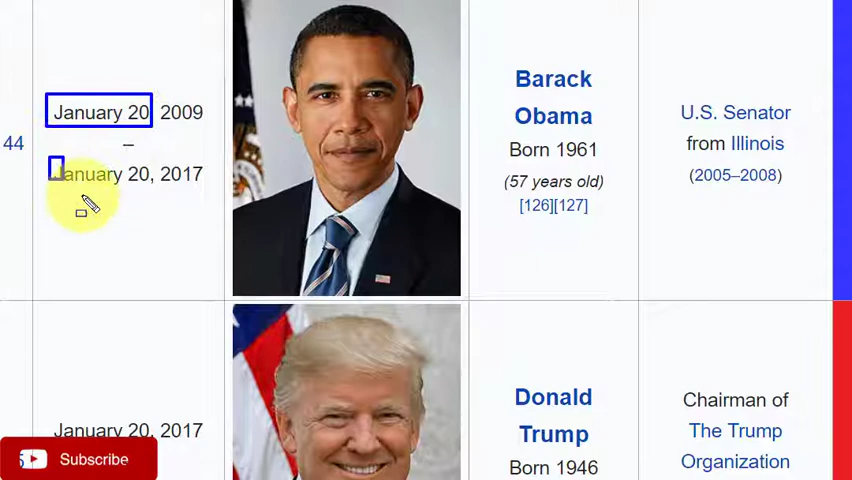 44
January 20, 2009
–
January 20, 2017
Barack
Obama
Born 1961
(57 years old)
[126][127]
U.S. Senator
from Illinois
(2005–2008)
January 20, 2017
Donald
Trump
Born 1946
Chairman of
The Trump
Organization
Subscribe